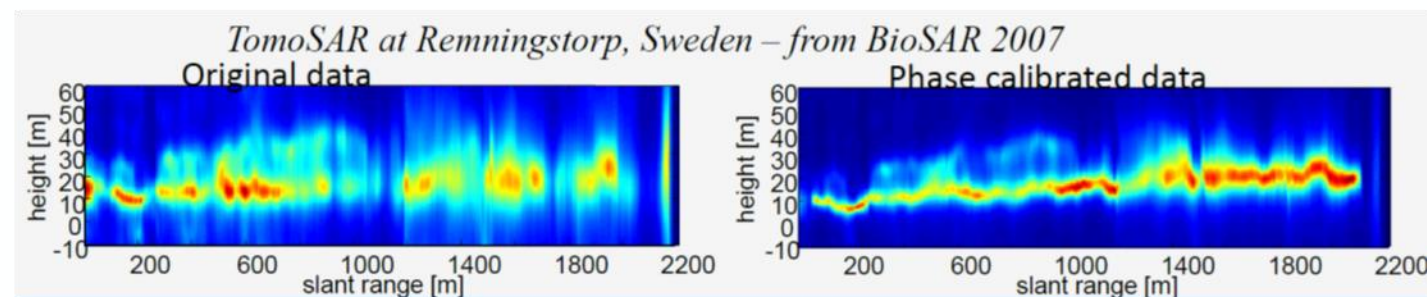 TomoSAR at Remningstorp, Sweden – from BioSAR 2007
Original data
60
50
40
30
20
10
0
-10
height [m]
200 600 1000 1400 1800 2200
slant range [m]
Phase calibrated data
60
50
40
30
20
10
0
-10
height [m]
200 600 1000 1400 1800 2200
slant range [m]